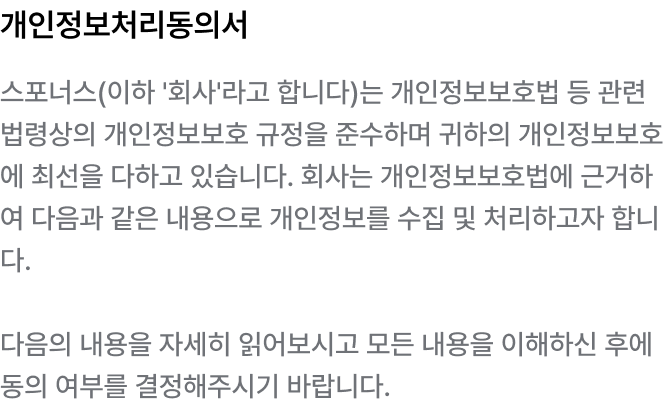 개인정보처리동의서
스포너스(이하 '회사'라고 합니다)는 개인정보보호법 등 관련
법령상의 개인정보보호 규정을 준수하며 귀하의 개인정보보호
에 최선을 다하고 있습니다. 회사는 개인정보보호법에 근거하
여 다음과 같은 내용으로 개인정보를 수집 및 처리하고자 합니
다.
다음의 내용을 자세히 읽어보시고 모든 내용을 이해하신 후에
동의 여부를 결정해주시기 바랍니다.